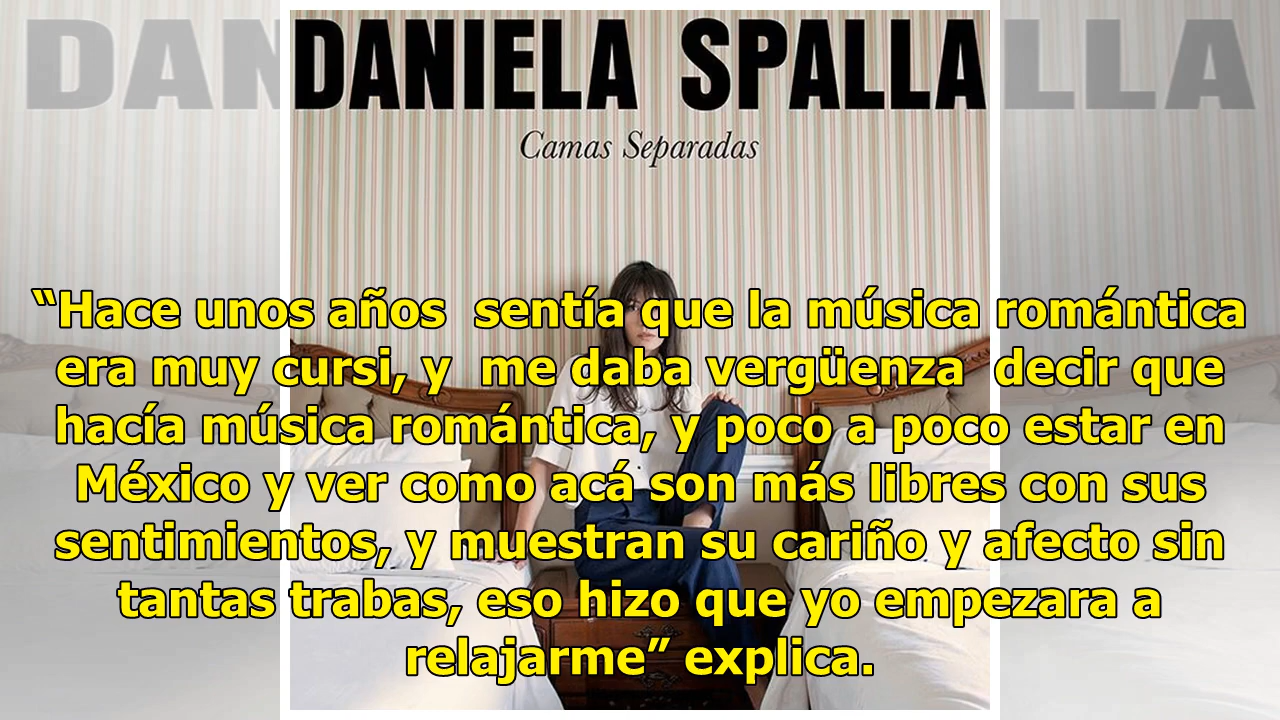 DANIELA SPALLA
Camas Separadas
“Hace unos años  sentía que la música romántica
era muy cursi, y  me daba vergüenza  decir que
hacía música romántica, y poco a poco estar en
México y ver como acá son más libres con sus
sentimientos, y muestran su cariño y afecto sin
tantas trabas, eso hizo que yo empezara a
relajarme” explica.